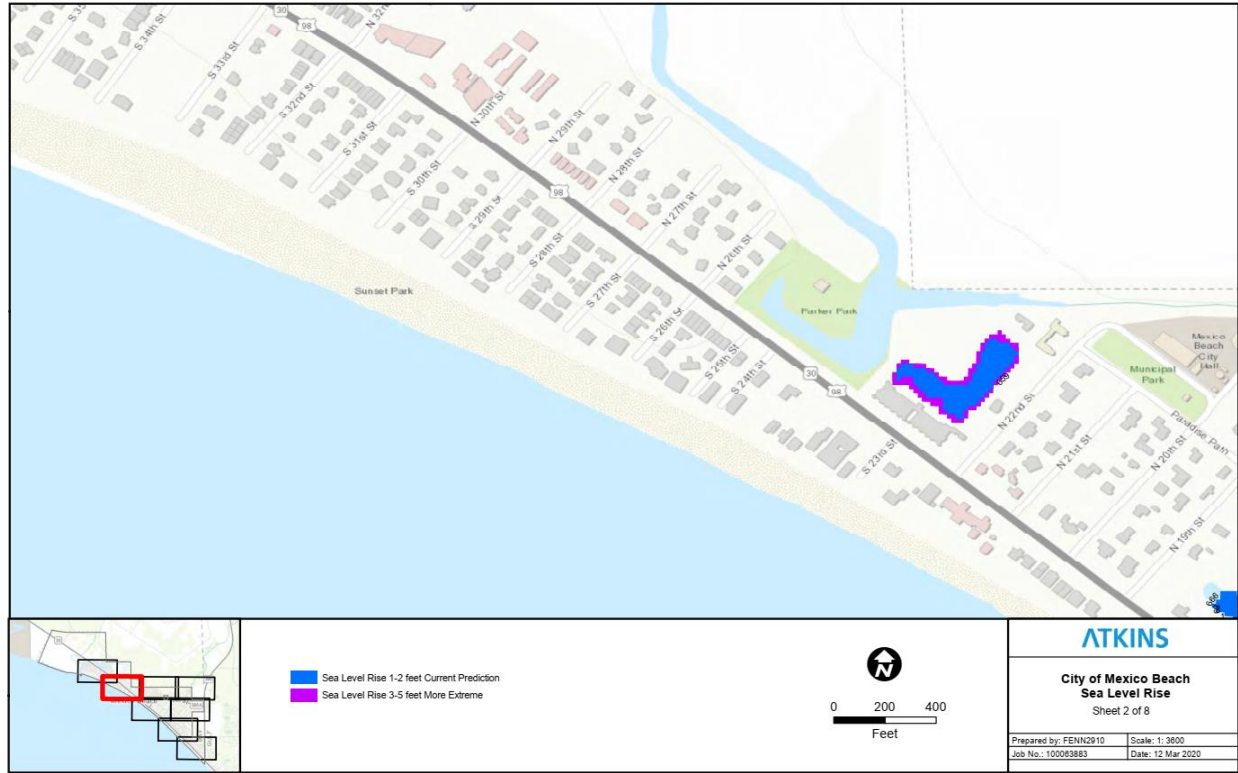 30
98
N 32nd St
S 34th St
S 33rd St
S 32nd St
S 31st St
N 30th St
N 29th St
N 28th St
98
S 30th St
S 29th St
N 27th St
S 28th St
N 26th St
S 27th St
Sunset Park
Parker Park
S 26th St
S 25th St
S 24th St
30
98
Mexico
Beach
City
Hall
Municipal
Park
N 22nd St
Paradise Path
S 23rd St
N 21st St
N 20th St
N 19th St
Sea Level Rise 1-2 feet Current Prediction
Sea Level Rise 3-5 feet More Extreme
N
0 200 400
Feet
ATKINS
City of Mexico Beach
Sea Level Rise
Sheet 2 of 8
Prepared by: FENN2910
Scale: 1: 3600
Job No.: 100063883
Date: 12 Mar 2020